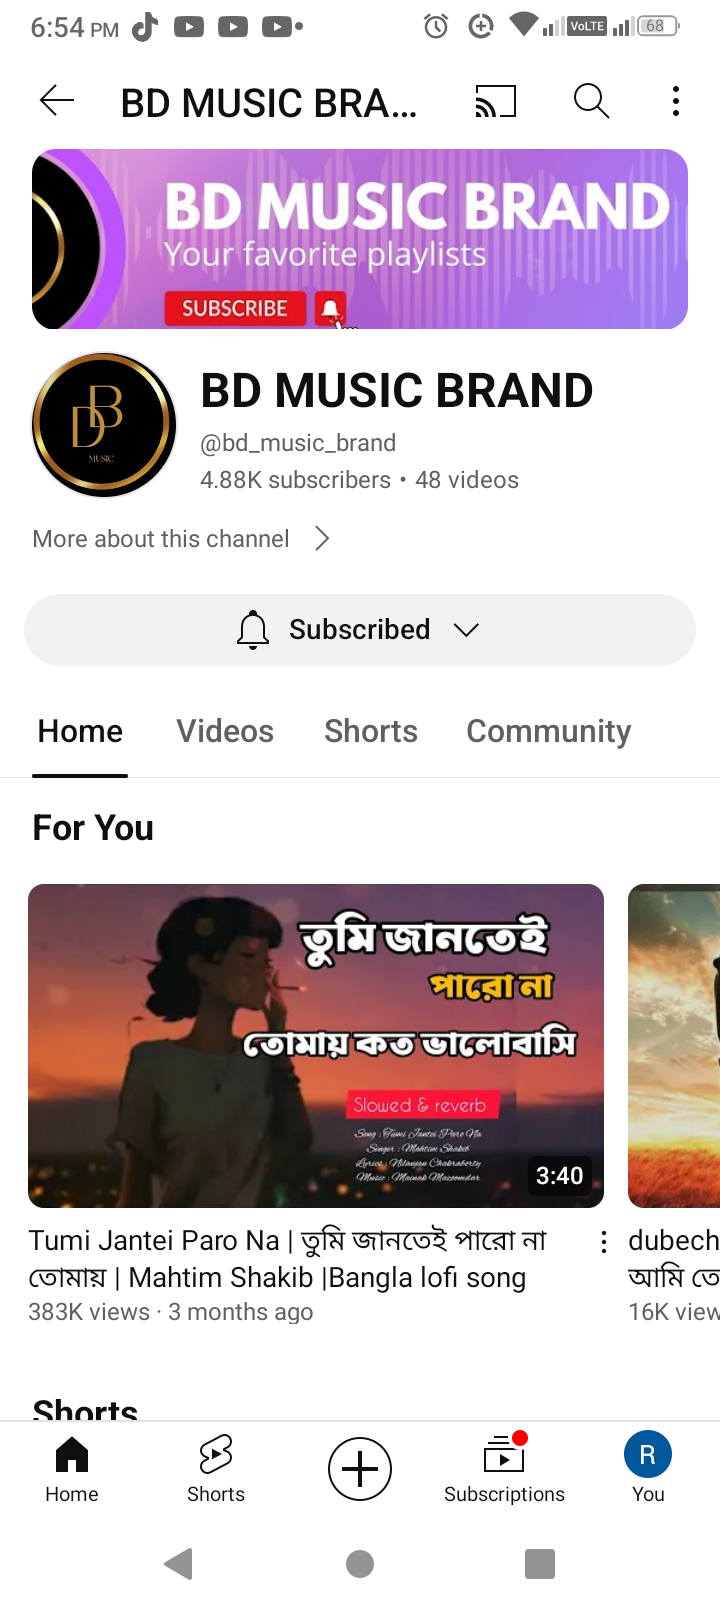 6:54 PM
VoLTE
68
BD MUSIC BRA...
BD MUSIC BRAND
Your favorite playlists
SUBSCRIBE
DB
MUSIC
BD MUSIC BRAND
@bd_music_brand
4.88K subscribers • 48 videos
More about this channel
Subscribed
Home Videos Shorts Community
For You
তুমি জানতেই
পারো না
তোমায় কত ভালোবাসি
Slowed & reverb
Song : Tumi Jantei Paro Na
Singer : Mahtim Shakib
Lyrics : Nilanjan Chakraborty
Music : Mainak Mazoomdar
3:40
Tumi Jantei Paro Na | তুমি জানতেই পারো না
তোমায় | Mahtim Shakib |Bangla lofi song
383K views · 3 months ago
dubech
আমি তো
16K view
Shorts
Home Shorts Subscriptions R You